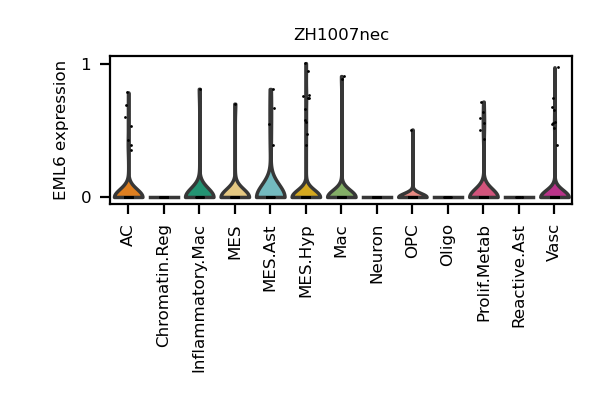 ZH1007nec
EML6 expression
1
0
AC
Chromatin.Reg
Inflammatory.Mac
MES
MES.Ast
MES.Hyp
Mac
Neuron
OPC
Oligo
Prolif.Metab
Reactive.Ast
Vasc